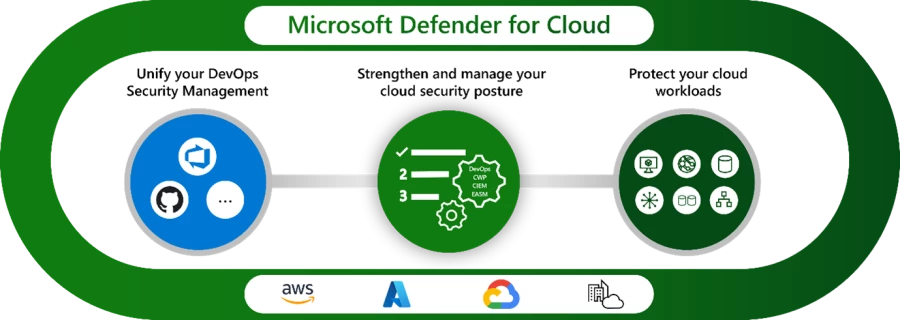 Microsoft Defender for Cloud
Unify your DevOps
Security Management
Strengthen and manage your
cloud security posture
Protect your cloud
workloads
2
3
DevOps
CWP
CIEM
EASM
...
aws